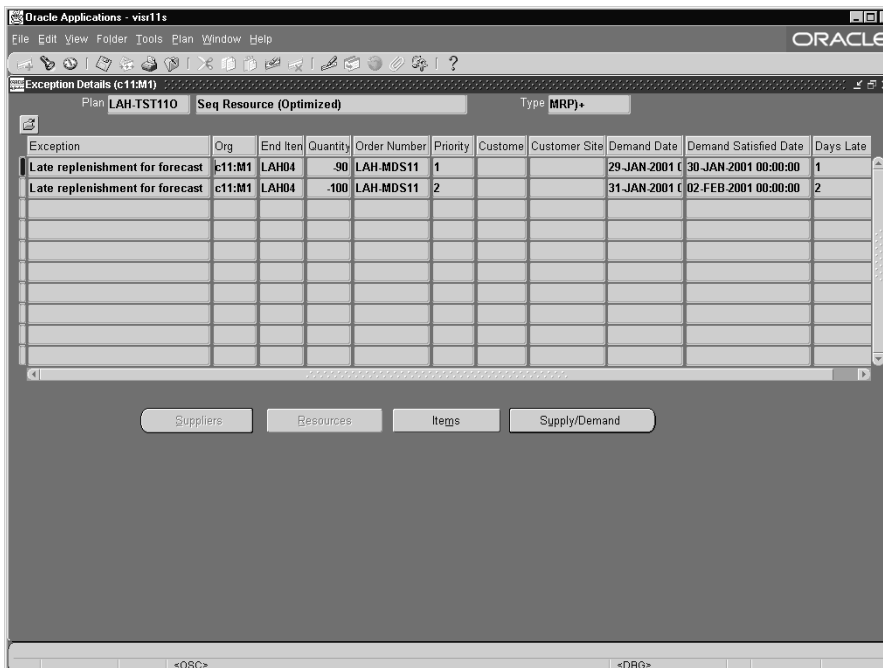 Oracle Applications - visr11s
File Edit View Folder Tools Plan Window Help
ORACLE
Exception Details (c11:M1)
Plan LAH-TST110 Seq Resource (Optimized) Type MRP)+
Exception Org End Iten Quantity Order Number Priority Custome Customer Site Demand Date Demand Satisfied Date Days Late
Late replenishment for forecast c11:M1 LAH04 -90 LAH-MDS11 1 29-JAN-2001 ( 30-JAN-2001 00:00:00 1
Late replenishment for forecast c11:M1 LAH04 -100 LAH-MDS11 2 31-JAN-2001 ( 02-FEB-2001 00:00:00 2
Suppliers Resources Items Supply/Demand
<OSC> <DBG>